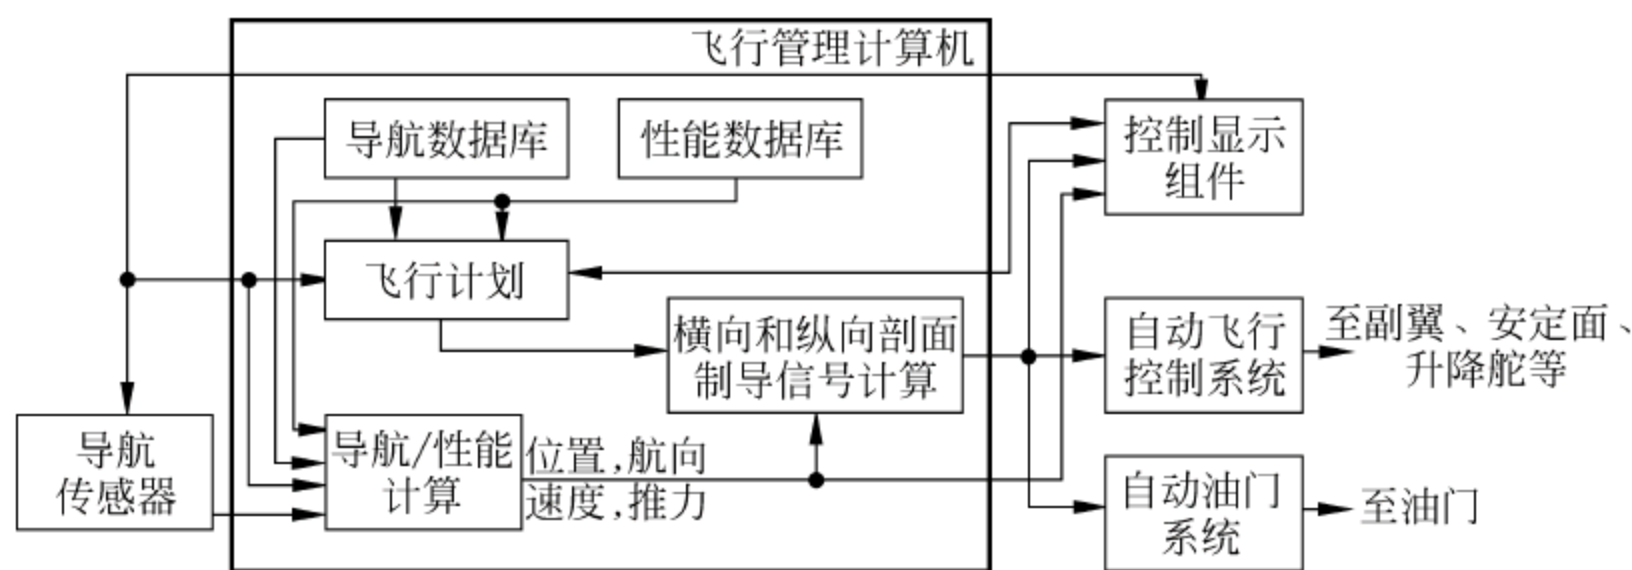 飞行管理计算机
导航数据库
性能数据库
控制显示
组件
飞行计划
横向和纵向剖面
制导信号计算
自动飞行
控制系统
至副翼、安定面、
升降舵等
导航
传感器
导航/性能
计算
位置,航向
速度,推力
自动油门
系统
至油门